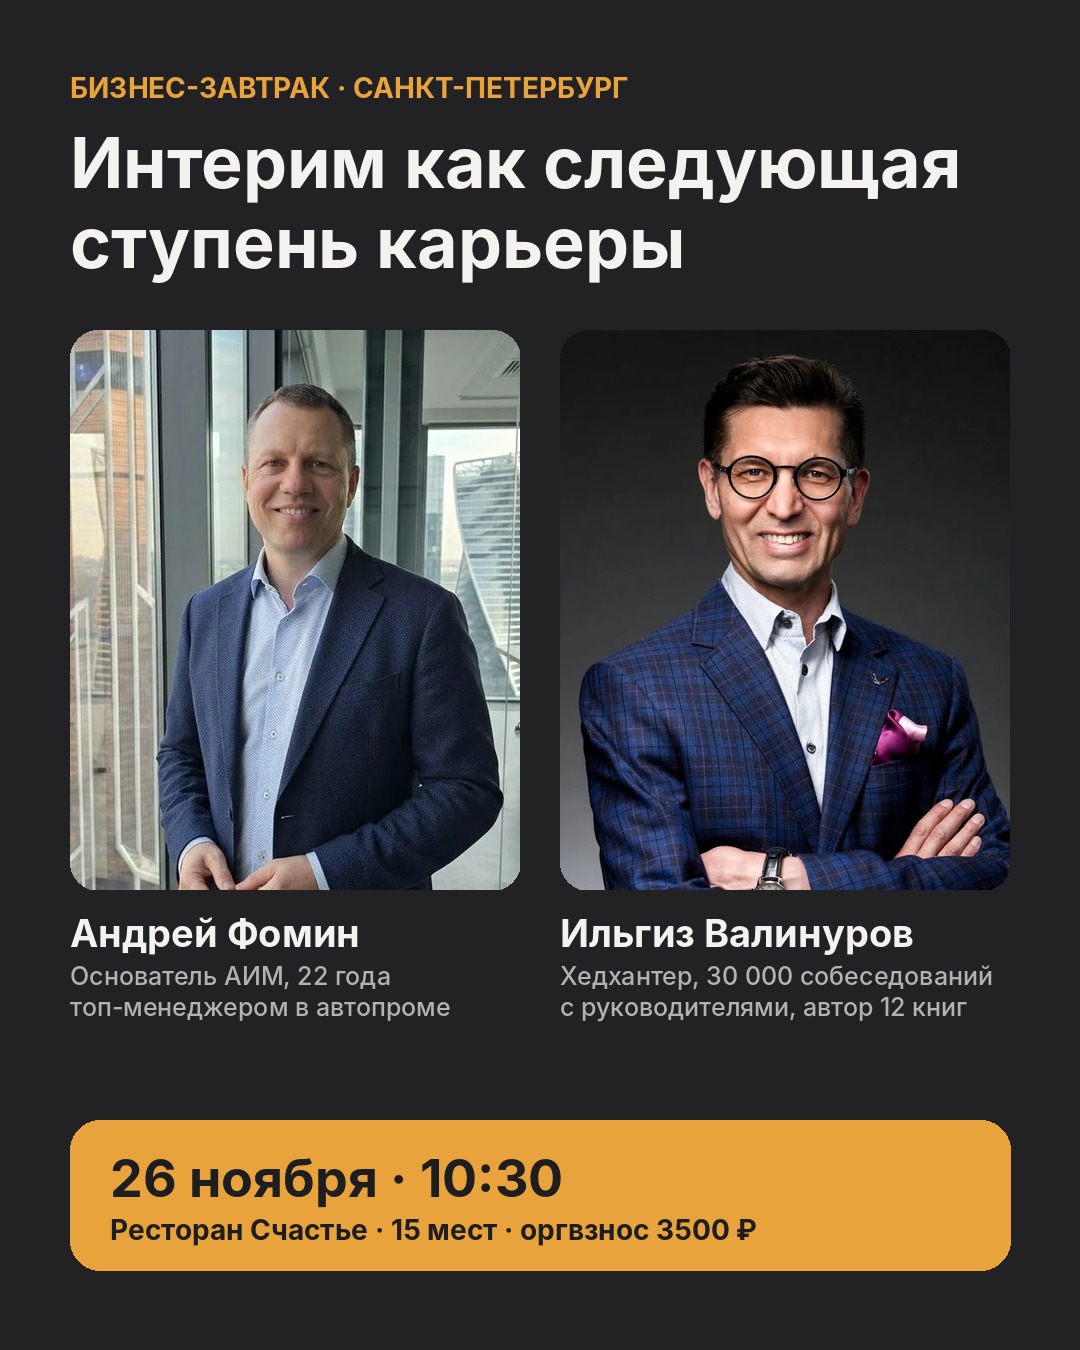 БИЗНЕС-ЗАВТРАК · САНКТ-ПЕТЕРБУРГ
Интерим как следующая
ступень карьеры
Андрей Фомин
Основатель АИМ, 22 года
топ-менеджером в автопроме
Ильгиз Валинуров
Хедхантер, 30 000 собеседований
с руководителями, автор 12 книг
26 ноября · 10:30
Ресторан Счастье · 15 мест · оргвзнос 3500 ₽